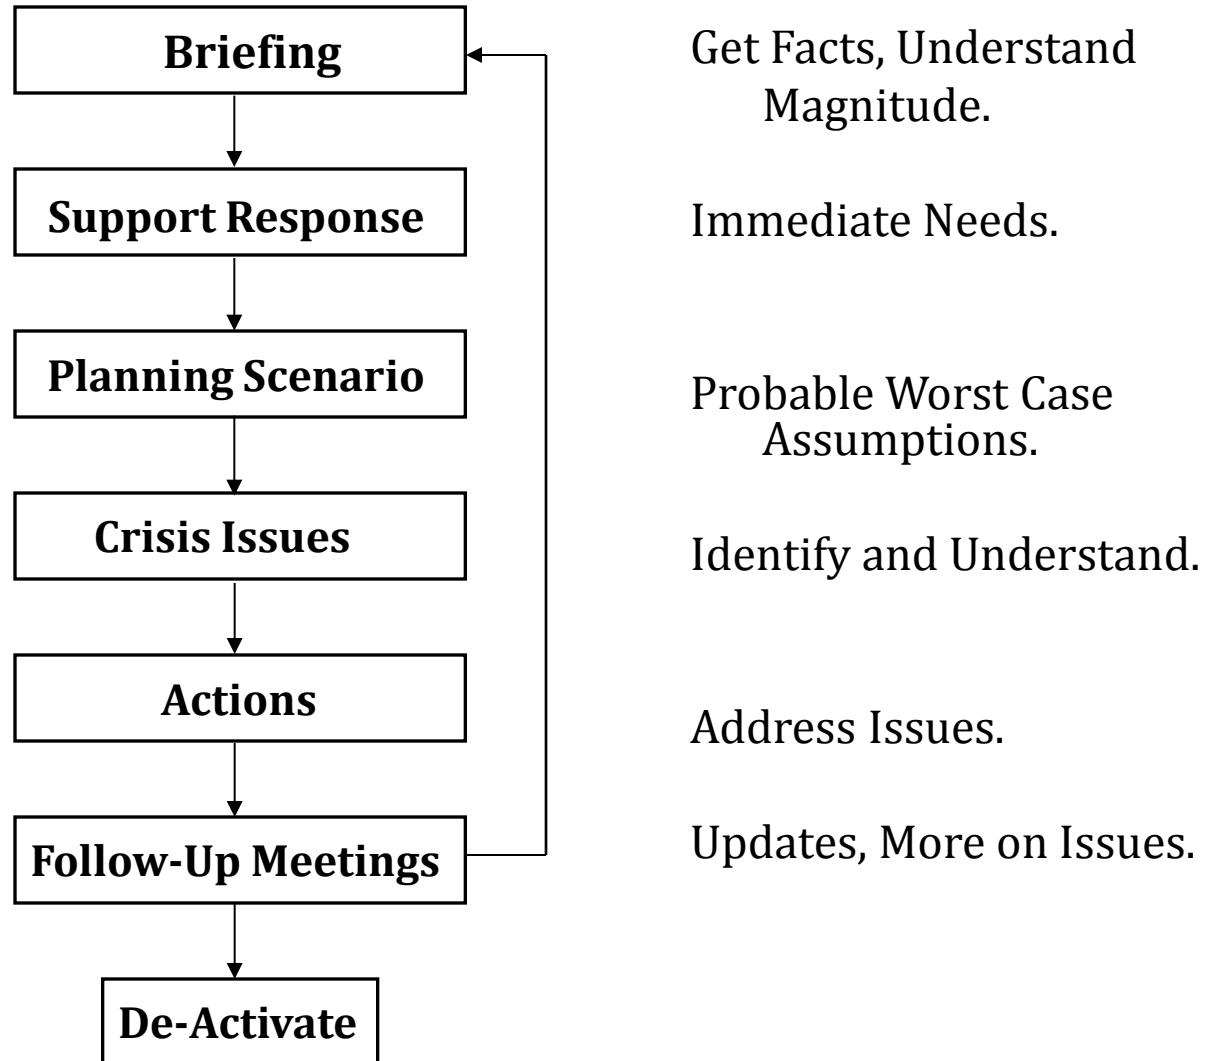 Briefing
Get Facts, Understand
Magnitude.
Support Response
Immediate Needs.
Planning Scenario
Probable Worst Case
Assumptions.
Crisis Issues
Identify and Understand.
Actions
Address Issues.
Follow-Up Meetings
Updates, More on Issues.
De-Activate